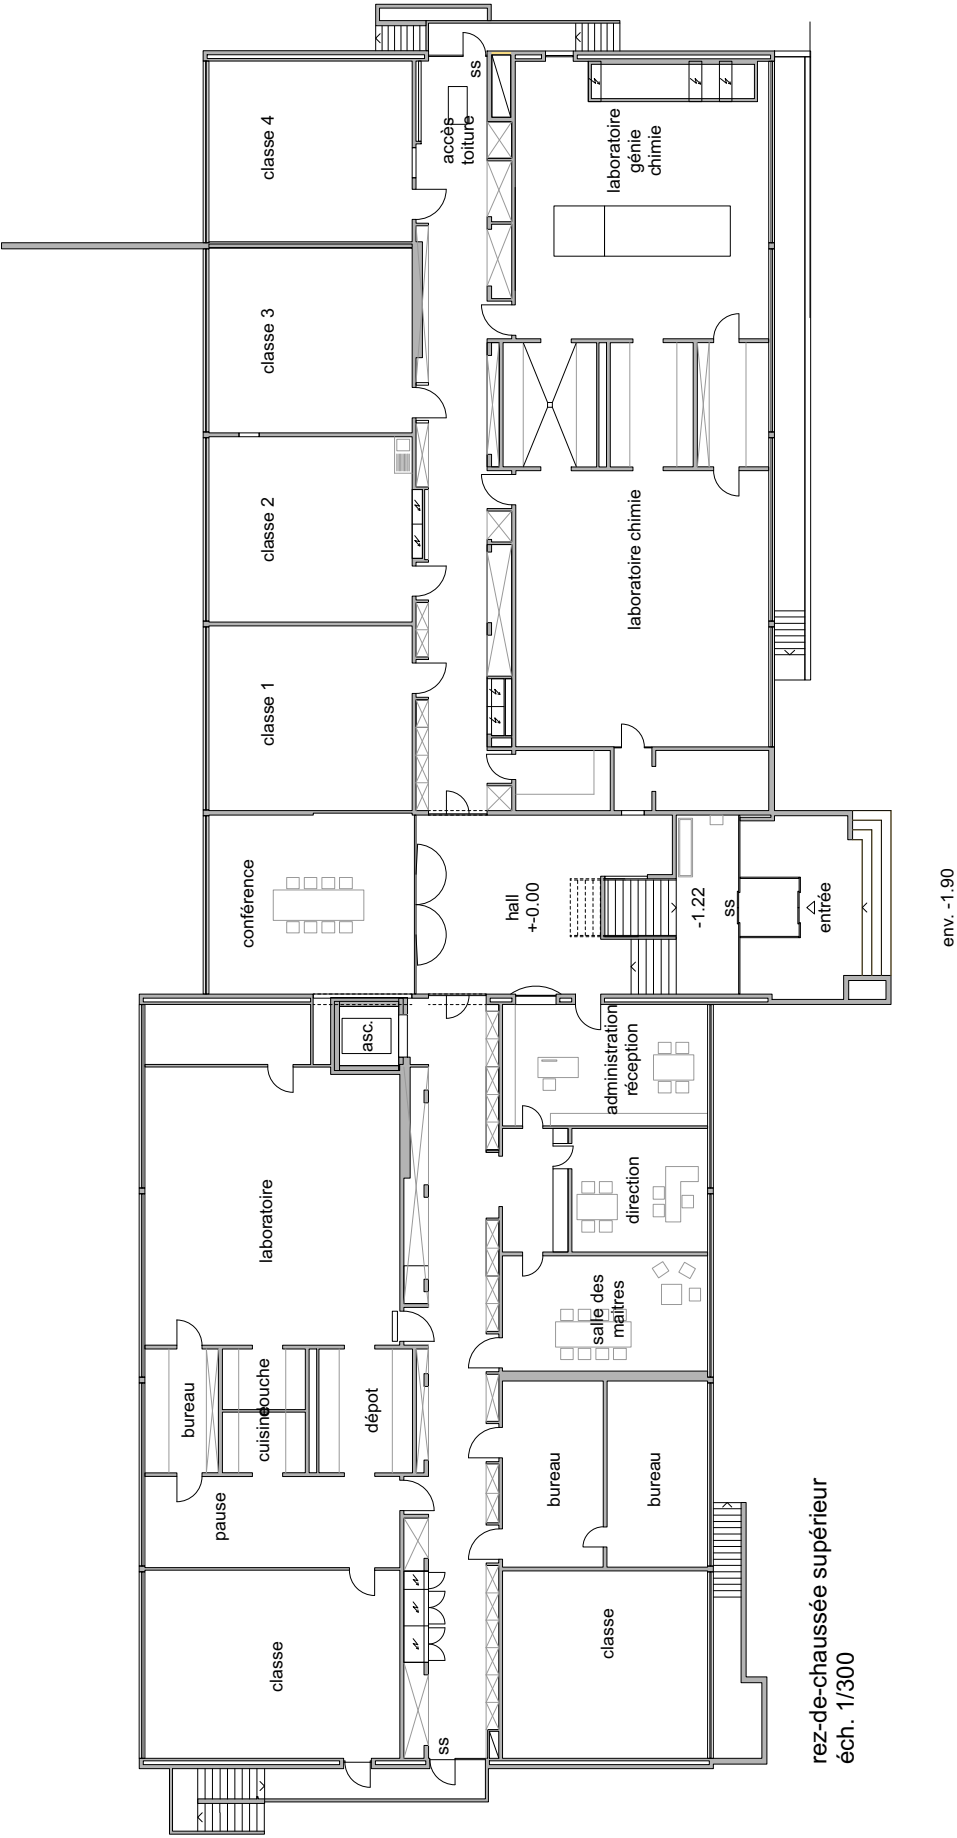 classe
pause
bureau
cuisine
douche
dépôt
laboratoire
asc.
conférence
classe 1
classe 2
classe 3
classe 4
ss
classe
bureau
bureau
salle des
maitres
direction
administration
réception
hall
+-0.00
-1.22
ss
entrée
laboratoire chimie
laboratoire
génie
chimie
accès
toiture
ss
rez-de-chaussée supérieur
éch. 1/300
env. -1.90